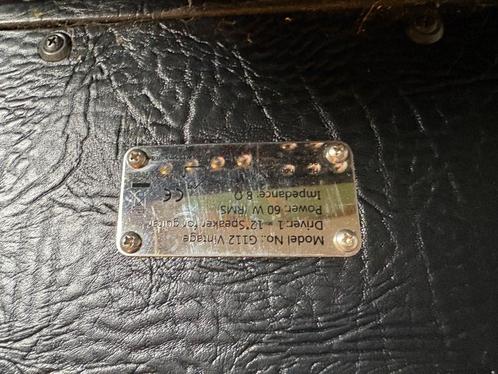 Model No.: G112 Vintage
Driver: 1 - 12" Speaker for guitar
Power: 60 W /RMS
Impedance: 8 Ω
CE